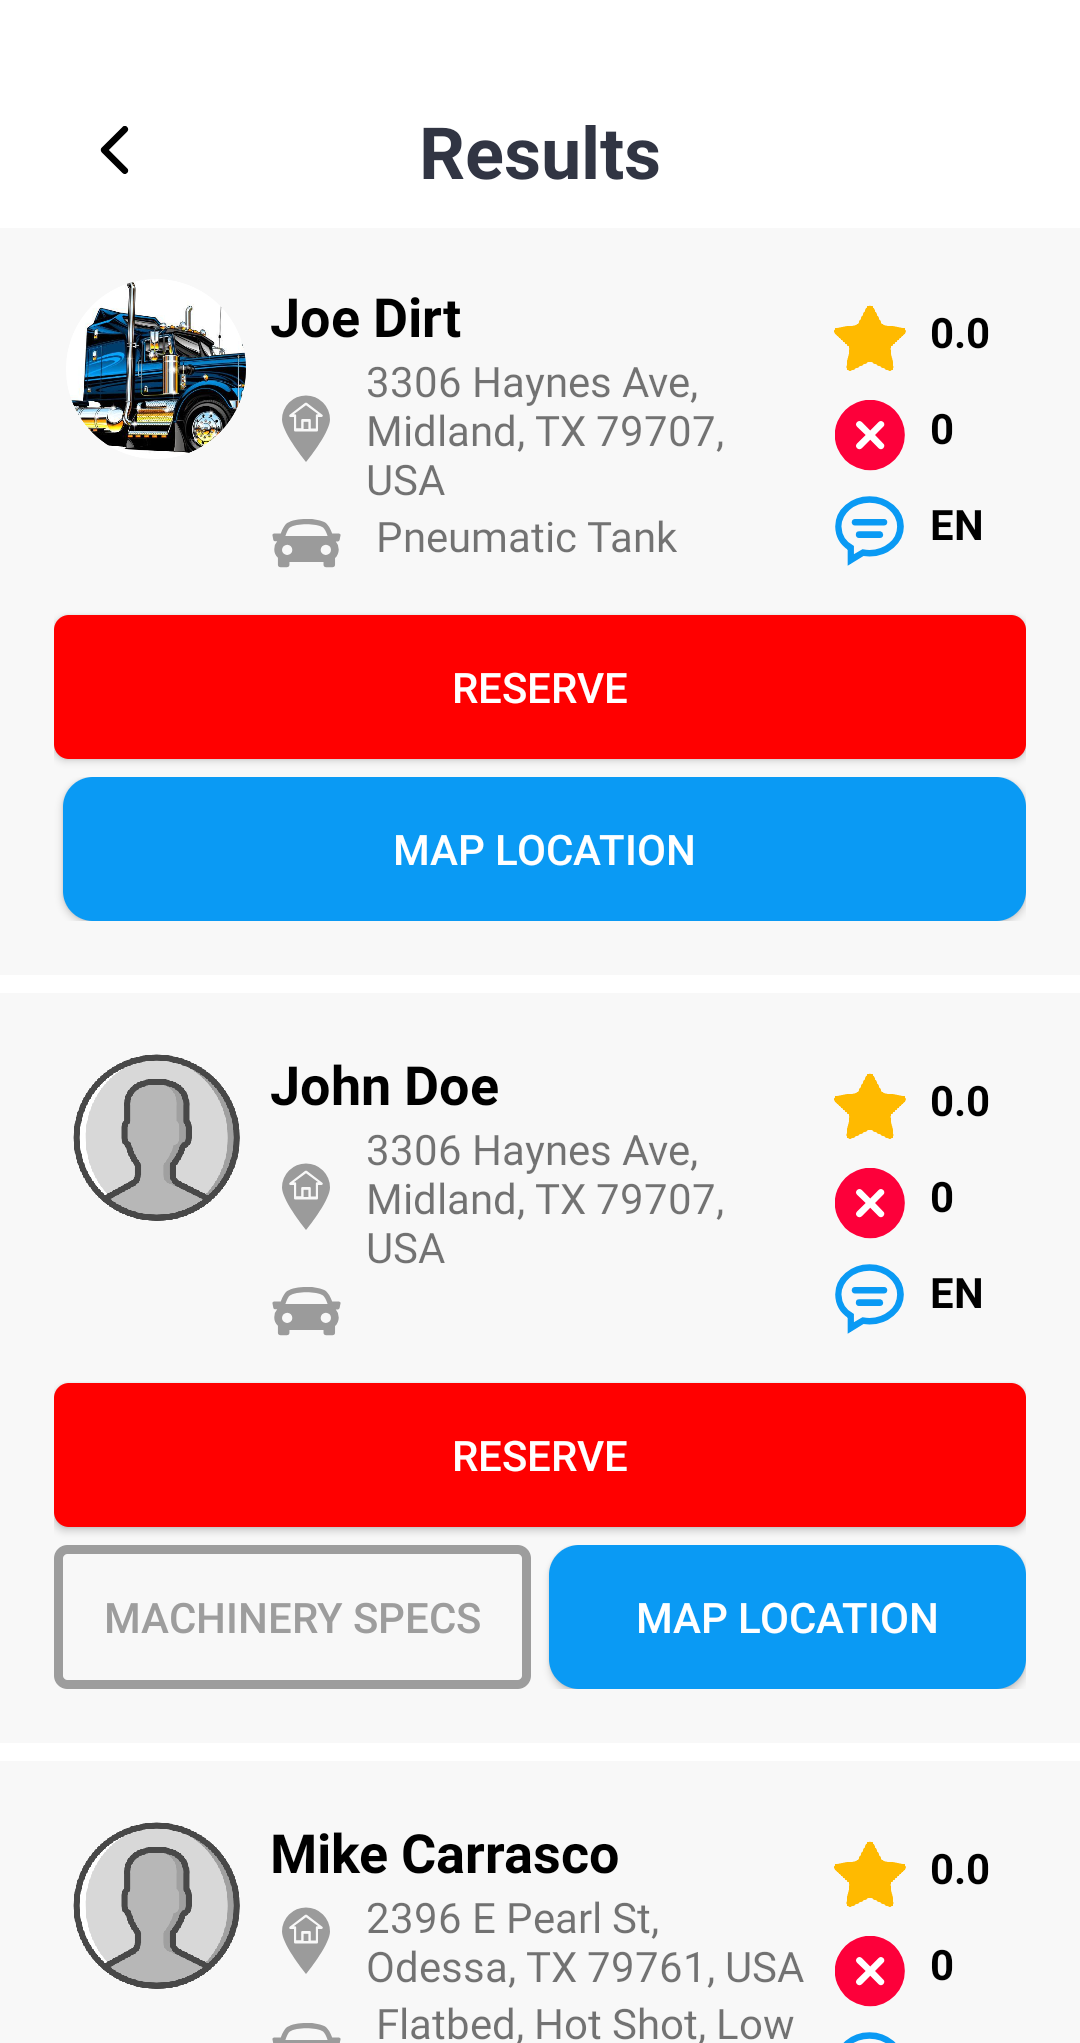 Results
Joe Dirt
0.0
3306 Haynes Ave,
Midland, TX 79707,
USA
0
Pneumatic Tank
EN
RESERVE
MAP LOCATION
John Doe
0.0
3306 Haynes Ave,
Midland, TX 79707,
USA
0
EN
RESERVE
MACHINERY SPECS
MAP LOCATION
Mike Carrasco
0.0
2396 E Pearl St,
Odessa, TX 79761, USA
0
Flatbed, Hot Shot, Low